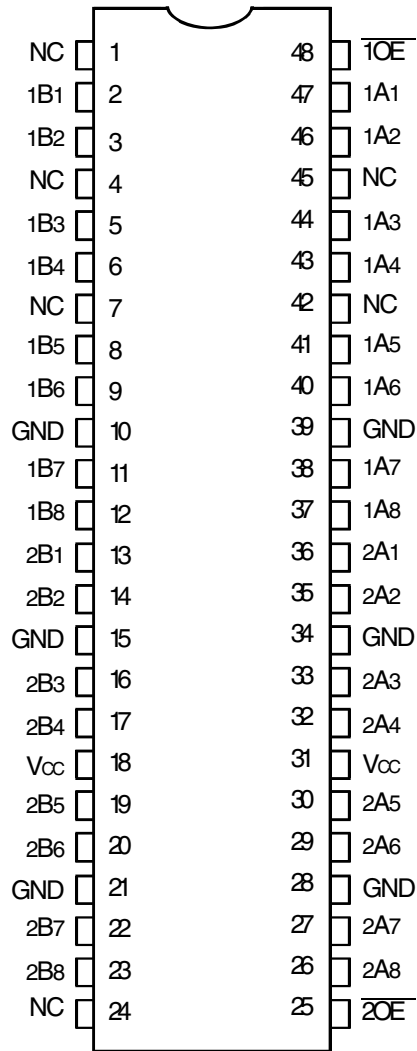 NC 1 48 1OE
1B1 2 47 1A1
1B2 3 46 1A2
NC 4 45 NC
1B3 5 44 1A3
1B4 6 43 1A4
NC 7 42 NC
1B5 8 41 1A5
1B6 9 40 1A6
GND 10 39 GND
1B7 11 38 1A7
1B8 12 37 1A8
2B1 13 36 2A1
2B2 14 35 2A2
GND 15 34 GND
2B3 16 33 2A3
2B4 17 32 2A4
Vcc 18 31 Vcc
2B5 19 30 2A5
2B6 20 29 2A6
GND 21 28 GND
2B7 22 27 2A7
2B8 23 26 2A8
NC 24 25 2OE